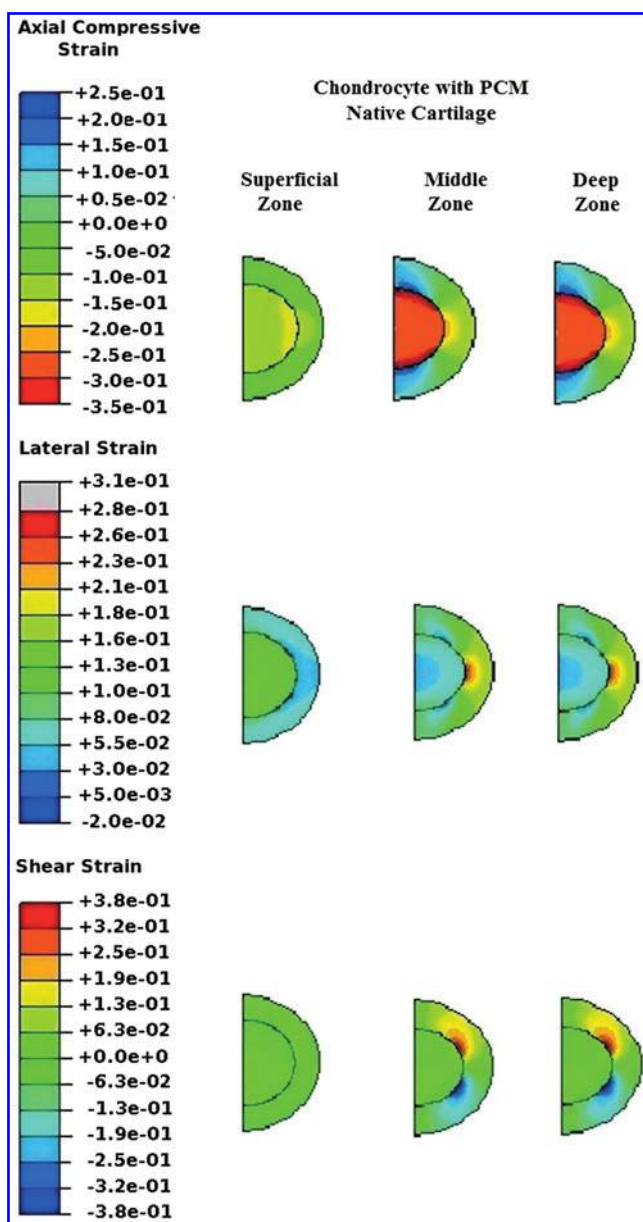 Axial Compressive
Strain
+2.5e-01
+2.0e-01
+1.5e-01
+1.0e-01
+0.5e-02
+0.0e+0
-5.0e-02
-1.0e-01
-1.5e-01
-2.0e-01
-2.5e-01
-3.0e-01
-3.5e-01
Chondrocyte with PCM
Native Cartilage
Superficial Zone
Middle Zone
Deep Zone
Lateral Strain
+3.1e-01
+2.8e-01
+2.6e-01
+2.3e-01
+2.1e-01
+1.8e-01
+1.6e-01
+1.3e-01
+1.0e-01
+8.0e-02
+5.5e-02
+3.0e-02
+5.0e-03
-2.0e-02
Shear Strain
+3.8e-01
+3.2e-01
+2.5e-01
+1.9e-01
+1.3e-01
+6.3e-02
+0.0e+0
-6.3e-02
-1.3e-01
-1.9e-01
-2.5e-01
-3.2e-01
-3.8e-01